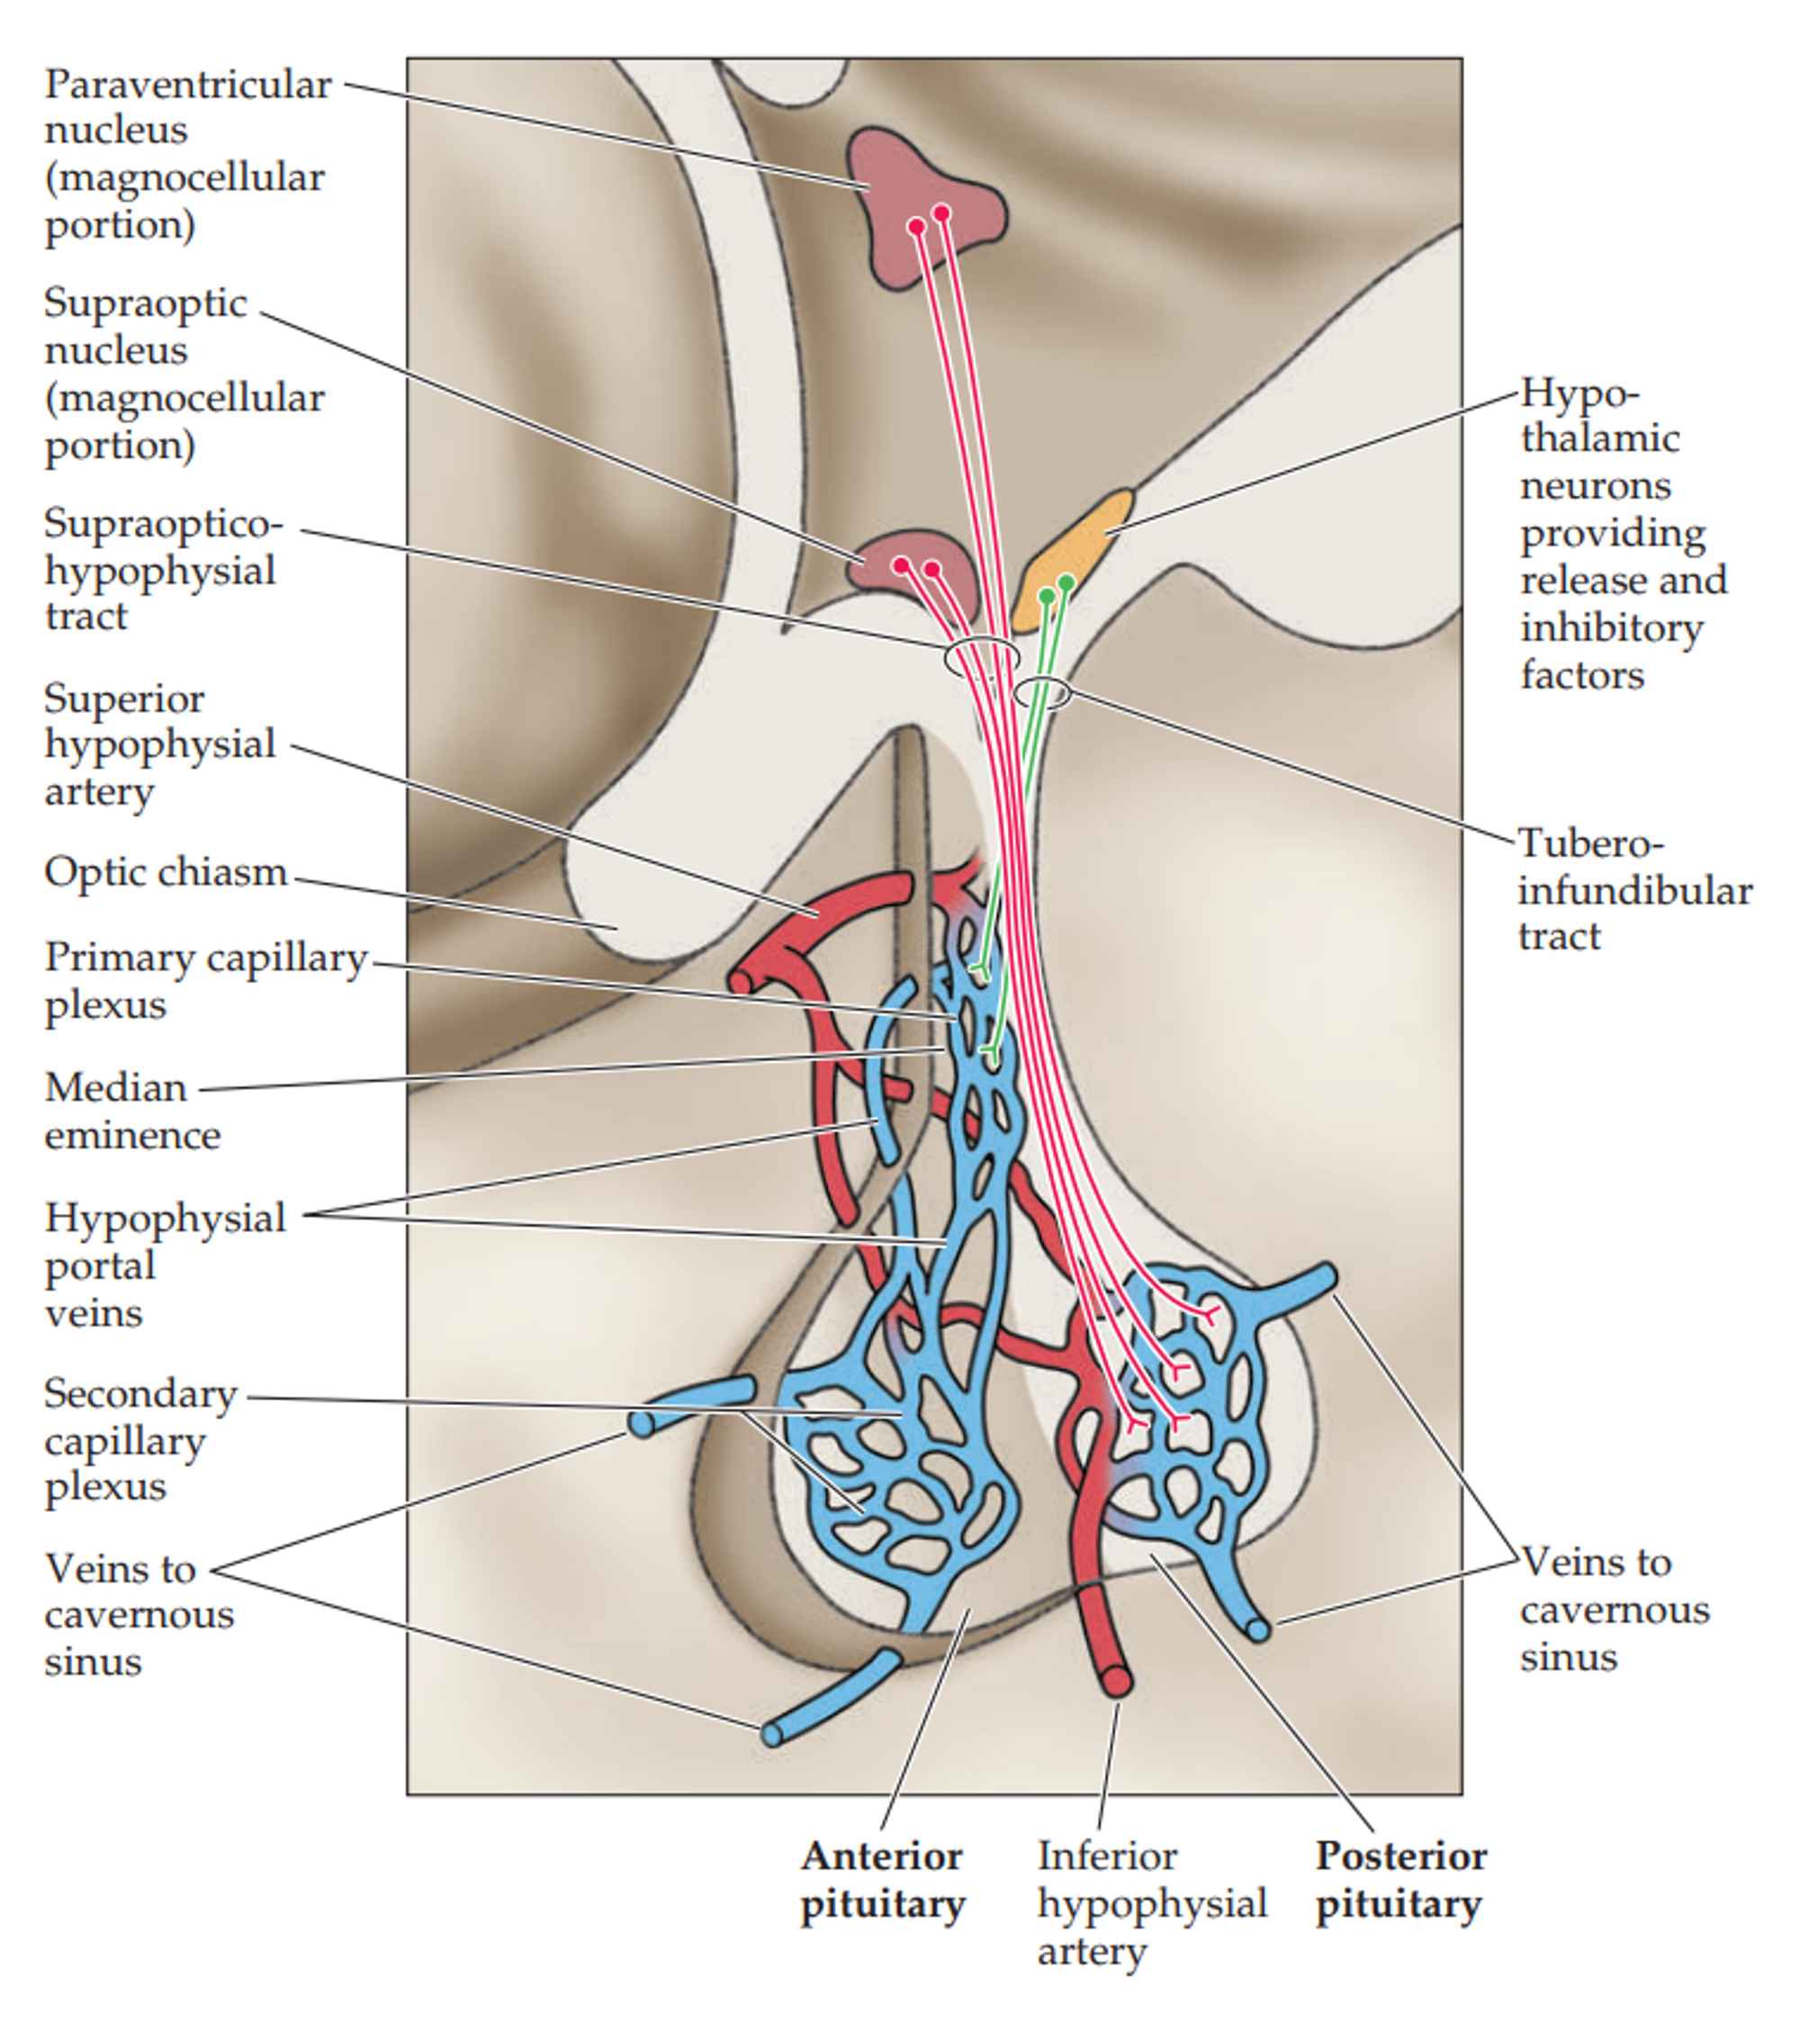 Paraventricular
nucleus
(magnocellular
portion)
Supraoptic
nucleus
(magnocellular
portion)
Supraoptico-
hypophysial
tract
Superior
hypophysial
artery
Optic chiasm
Primary capillary
plexus
Median
eminence
Hypophysial
portal
veins
Secondary
capillary
plexus
Veins to
cavernous
sinus
Hypo-
thalamic
neurons
providing
release and
inhibitory
factors
Tubero-
infundibular
tract
Veins to
cavernous
sinus
Anterior
pituitary
Inferior
hypophysial
artery
Posterior
pituitary